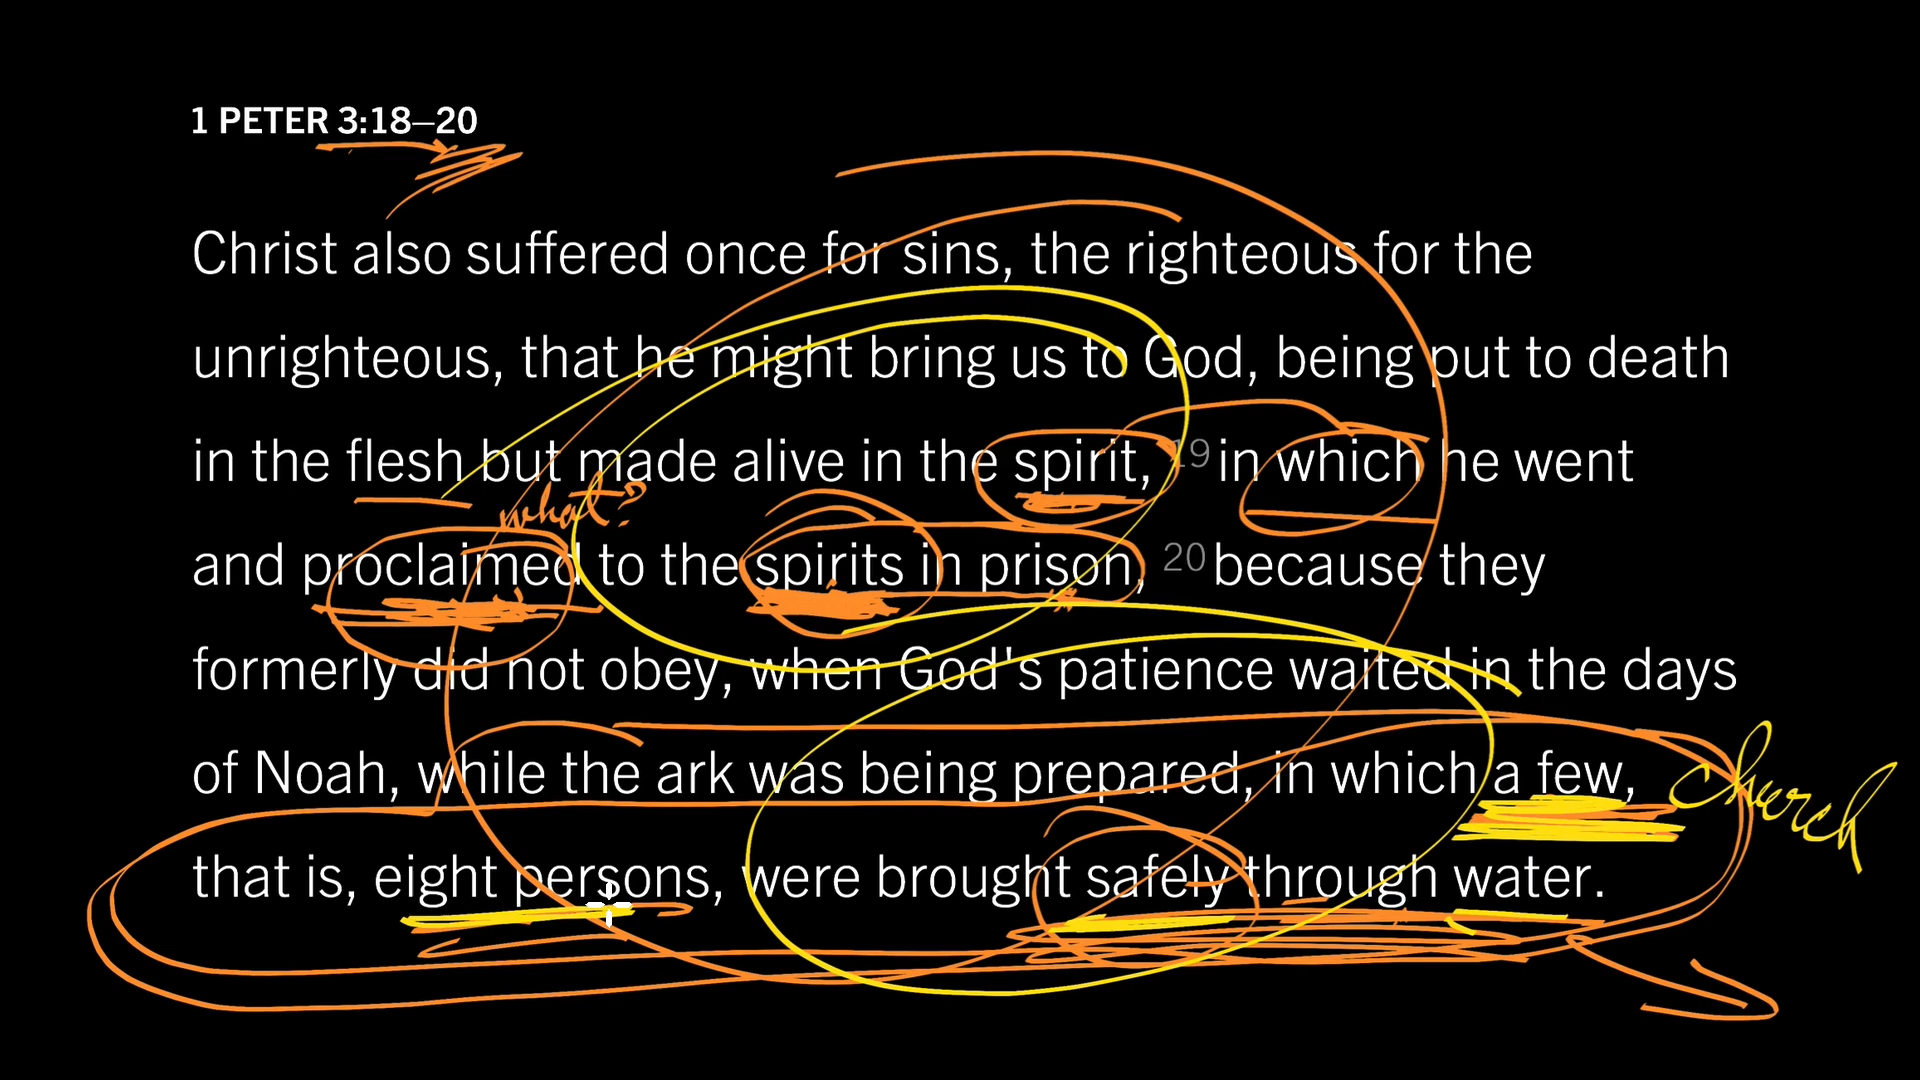 1 PETER 3:18–20
Christ also suffered once for sins, the righteous for the
unrighteous, that he might bring us to God, being put to death
in the flesh but made alive in the spirit, 19 in which he went
what?
and proclaimed to the spirits in prison, 20 because they
formerly did not obey, when God's patience waited in the days
of Noah, while the ark was being prepared, in which a few,
church
that is, eight persons, were brought safely through water.